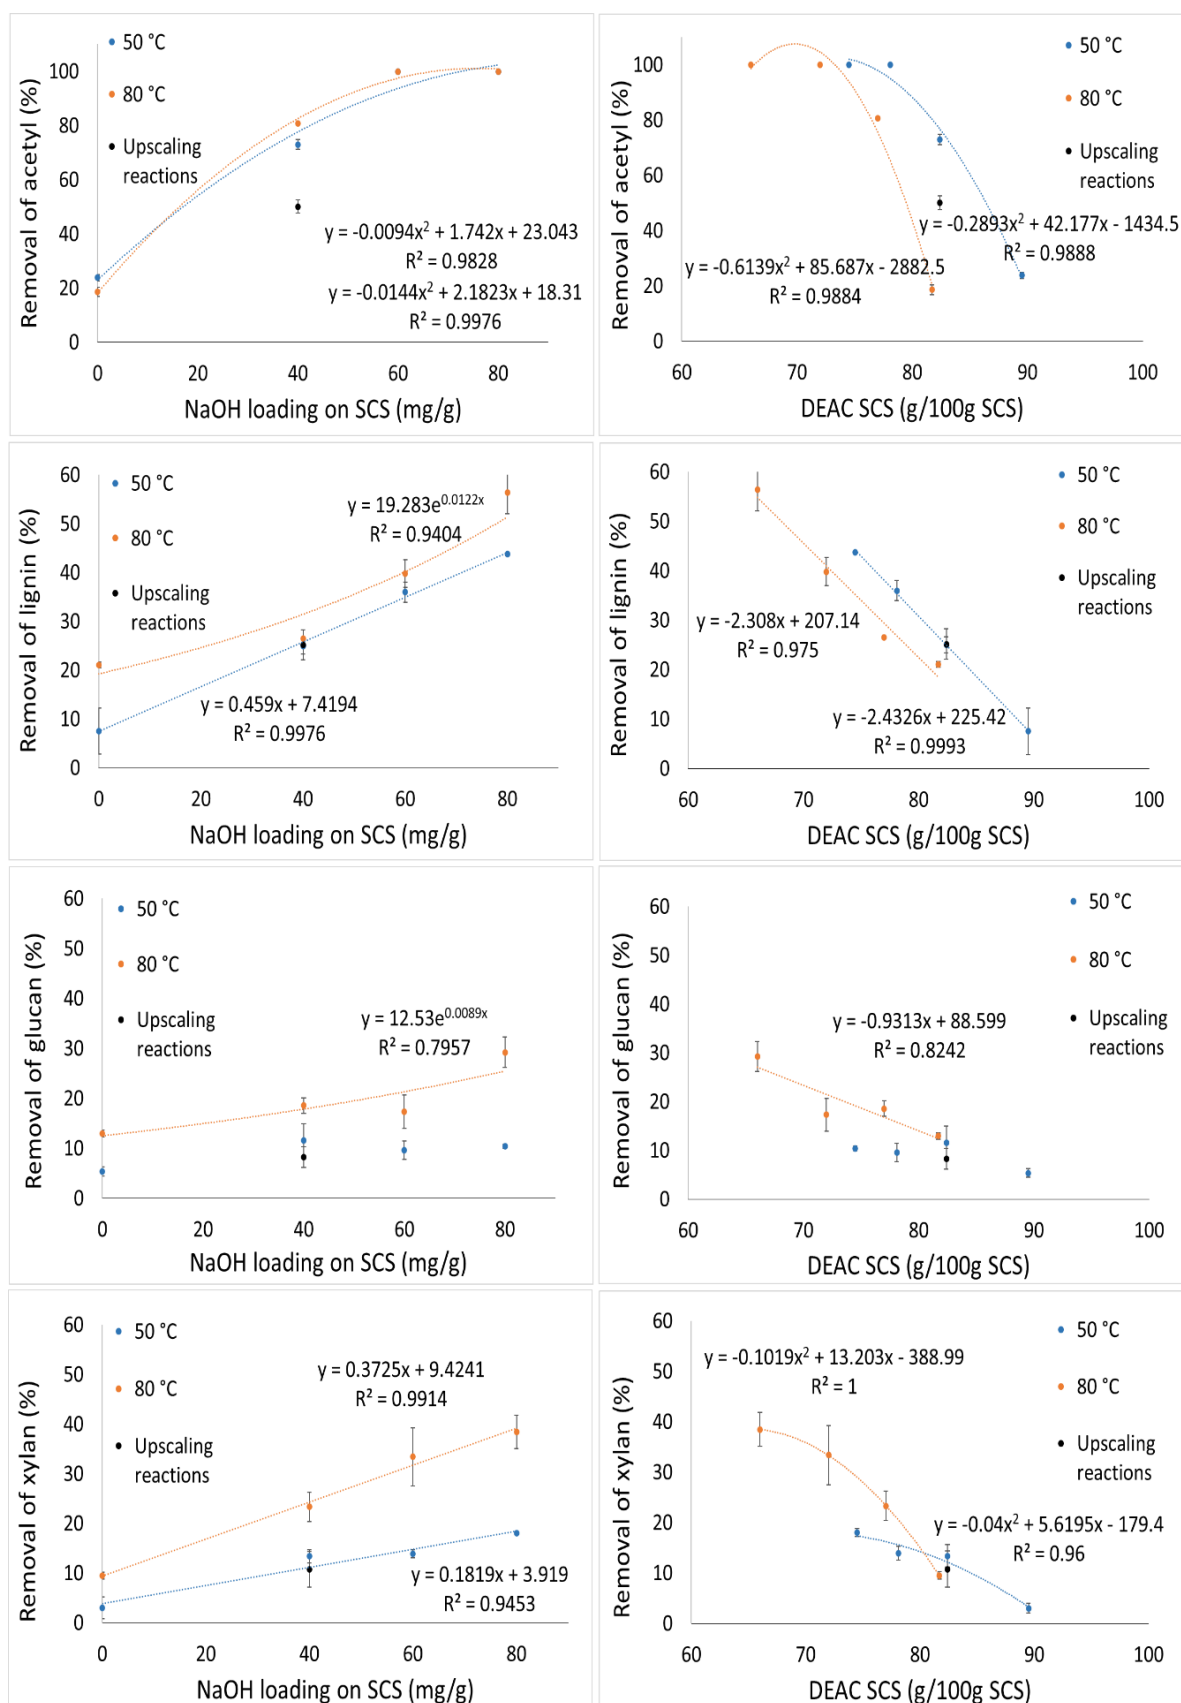 50 °C
80 °C
Upscaling
reactions
Removal of acetyl (%)
100
80
60
40
20
0
y = -0.0094x² + 1.742x + 23.043
R² = 0.9828
y = -0.0144x² + 2.1823x + 18.31
R² = 0.9976
0 20 40 60 80
NaOH loading on SCS (mg/g)
50 °C
80 °C
Upscaling
reactions
Removal of acetyl (%)
100
80
60
40
20
0
y = -0.2893x² + 42.177x - 1434.5
R² = 0.9888
y = -0.6139x² + 85.687x - 2882.5
R² = 0.9884
60 70 80 90 100
DEAC SCS (g/100g SCS)
50 °C
80 °C
Upscaling
reactions
Removal of lignin (%)
60
50
40
30
20
10
0
y = 19.283e^0.0122x
R² = 0.9404
y = 0.459x + 7.4194
R² = 0.9976
0 20 40 60 80
NaOH loading on SCS (mg/g)
50 °C
80 °C
Upscaling
reactions
Removal of lignin (%)
60
50
40
30
20
10
0
y = -2.308x + 207.14
R² = 0.975
y = -2.4326x + 225.42
R² = 0.9993
60 70 80 90 100
DEAC SCS (g/100g SCS)
50 °C
80 °C
Upscaling
reactions
Removal of glucan (%)
60
50
40
30
20
10
0
y = 12.53e^0.0089x
R² = 0.7957
0 20 40 60 80
NaOH loading on SCS (mg/g)
50 °C
80 °C
Upscaling
reactions
Removal of glucan (%)
60
50
40
30
20
10
0
y = -0.9313x + 88.599
R² = 0.8242
60 70 80 90 100
DEAC SCS (g/100g SCS)
50 °C
80 °C
Upscaling
reactions
Removal of xylan (%)
60
50
40
30
20
10
0
y = 0.3725x + 9.4241
R² = 0.9914
y = 0.1819x + 3.919
R² = 0.9453
0 20 40 60 80
NaOH loading on SCS (mg/g)
50 °C
80 °C
Upscaling
reactions
Removal of xylan (%)
60
50
40
30
20
10
0
y = -0.1019x² + 13.203x - 388.99
R² = 1
y = -0.04x² + 5.6195x - 179.4
R² = 0.96
60 70 80 90 100
DEAC SCS (g/100g SCS)